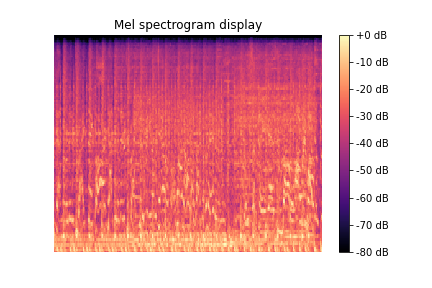 Mel spectrogram display
+0 dB
-10 dB
-20 dB
-30 dB
-40 dB
-50 dB
-60 dB
-70 dB
-80 dB